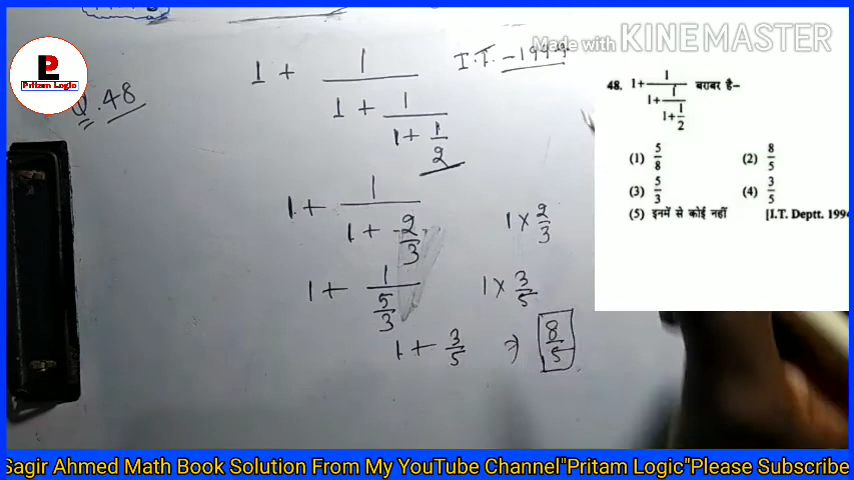 Made with KINEMASTER
LP
Pritam Logic
Q.48
I.T. - 1994
1 + 1/(1 + 1/(1 + 1/2))
1 + 1/(1 + 2/3)
1 × 2/3
1 + 1/(5/3)
1 × 3/5
1 + 3/5 ⇒ 8/5
48. 1+1/(1+1/(1+1/2)) बराबर है–
(1) 5/8 (2) 8/5
(3) 5/3 (4) 3/5
(5) इनमें से कोई नहीं [I.T. Deptt. 1994
Sagir Ahmed Math Book Solution From My YouTube Channel"Pritam Logic"Please Subscribe